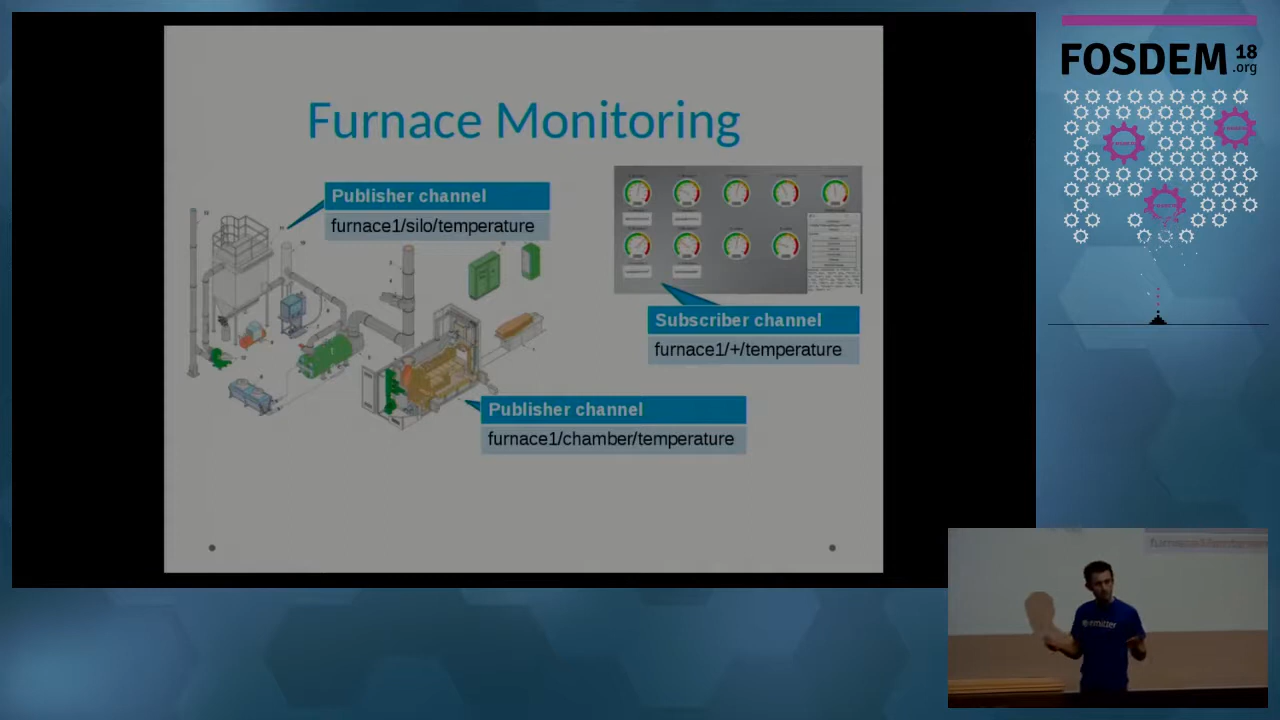 Furnace Monitoring
Publisher channel
furnace1/silo/temperature
Subscriber channel
furnace1/+/temperature
Publisher channel
furnace1/chamber/temperature
FOSDEM 18
.org
emitter